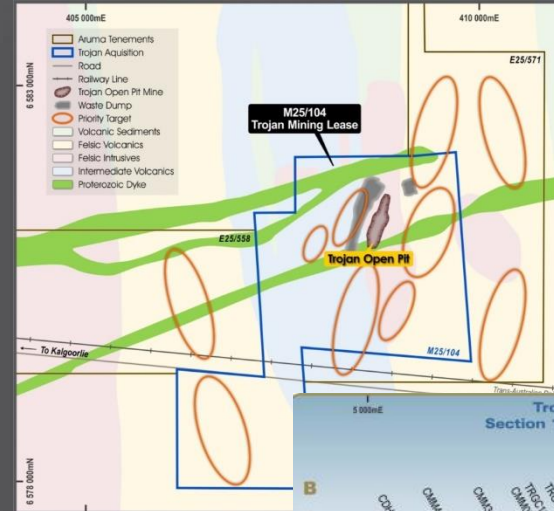 405 000mE
410 000mE
6 583 000mN
Aruma Tenements
Trojan Aquisition
Road
Railway Line
Trojan Open Pit Mine
Waste Dump
Priority Target
Volcanic Sediments
Felsic Volcanics
Felsic Intrusives
Intermediate Volcanics
Proterozoic Dyke
E25/571
M25/104
Trojan Mining Lease
E25/558
Trojan Open Pit
To Kalgoorlie
M25/104
6 578 000mN
5 000mE
Section
B